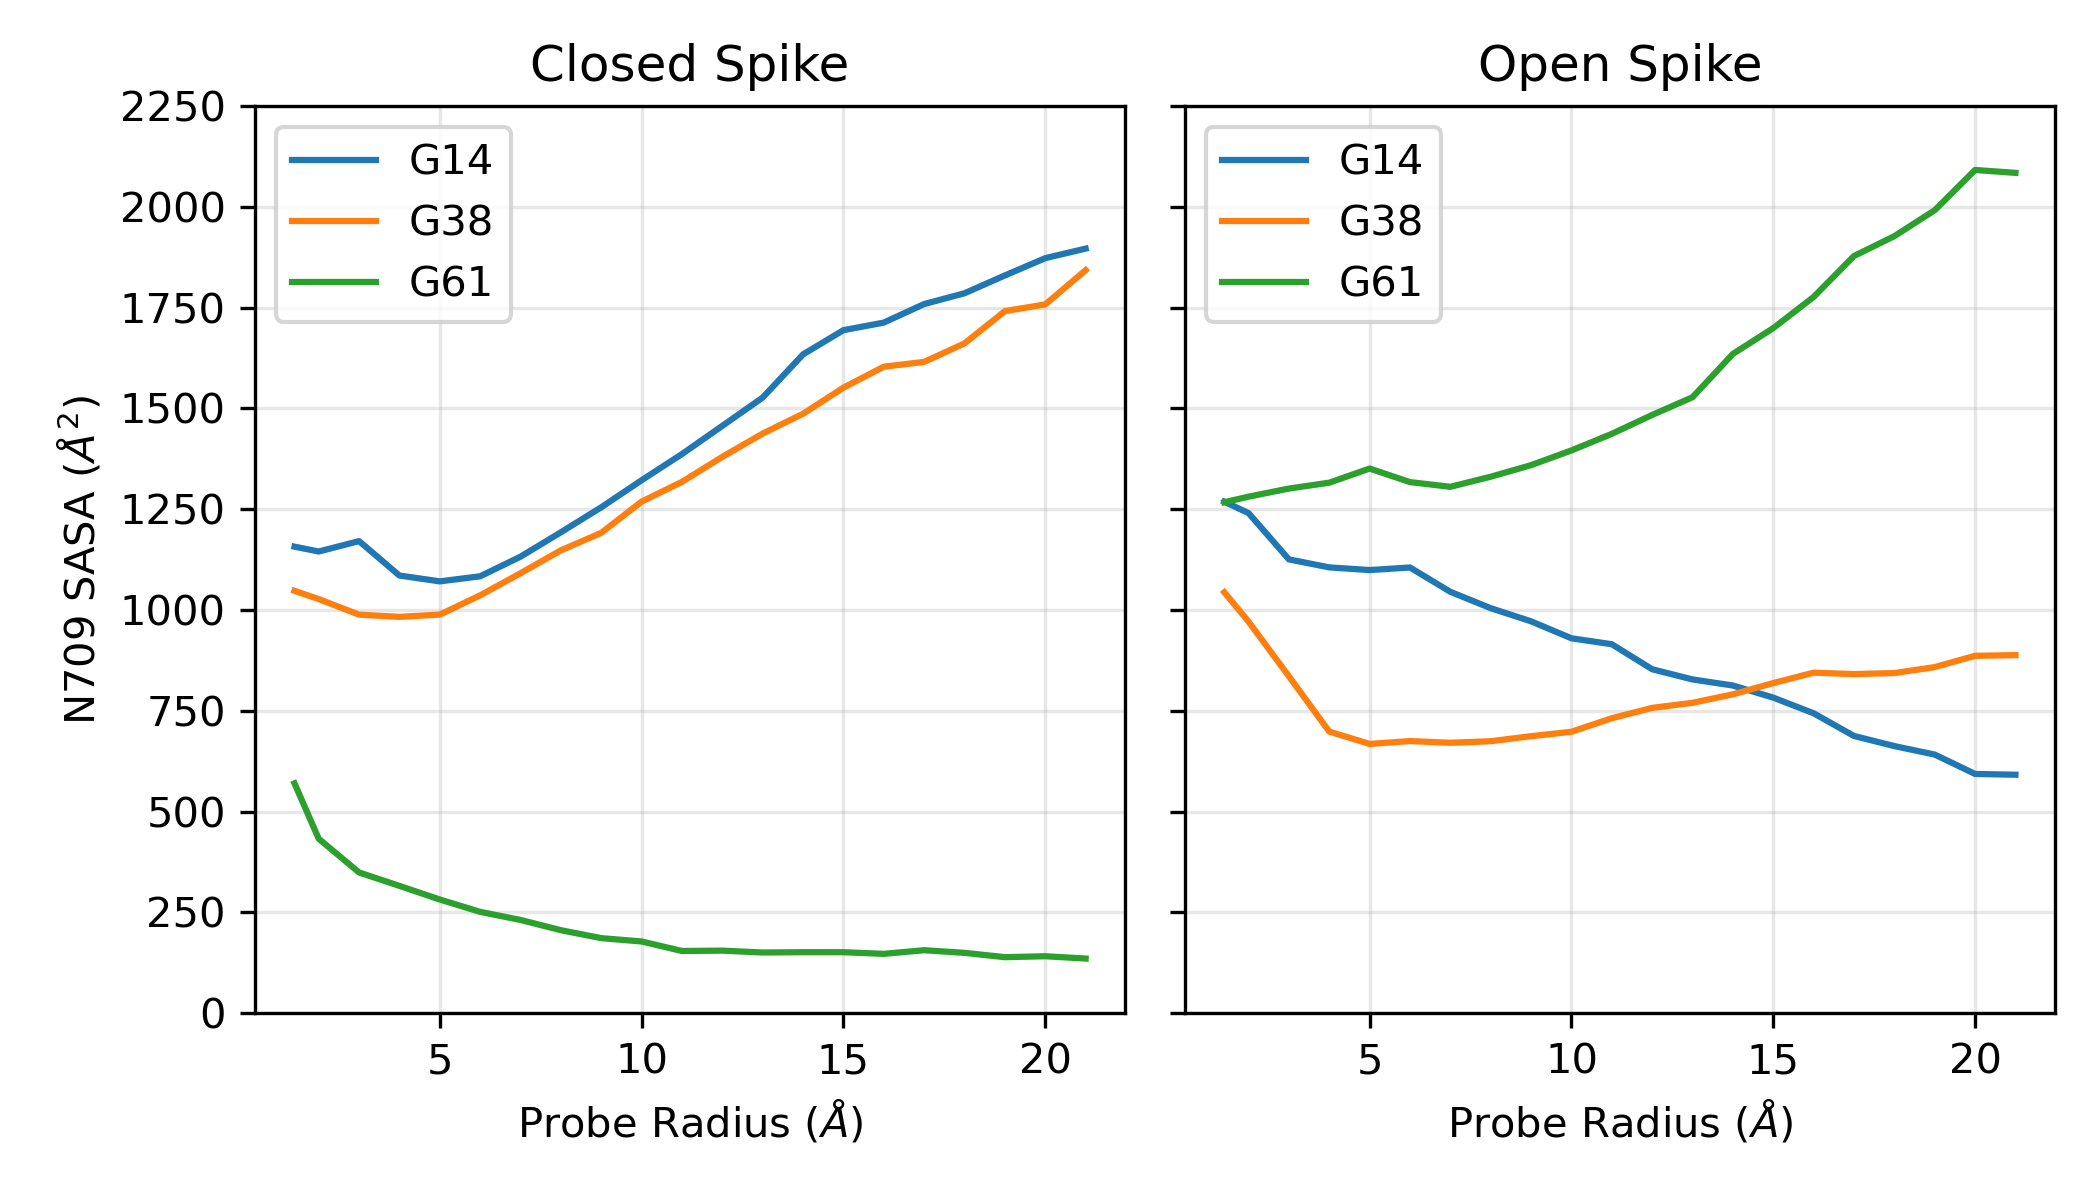 Closed Spike
Open Spike
N709 SASA (Å²)
2250
2000
1750
1500
1250
1000
750
500
250
0
G14
G38
G61
G14
G38
G61
5 10 15 20
5 10 15 20
Probe Radius (Å)
Probe Radius (Å)